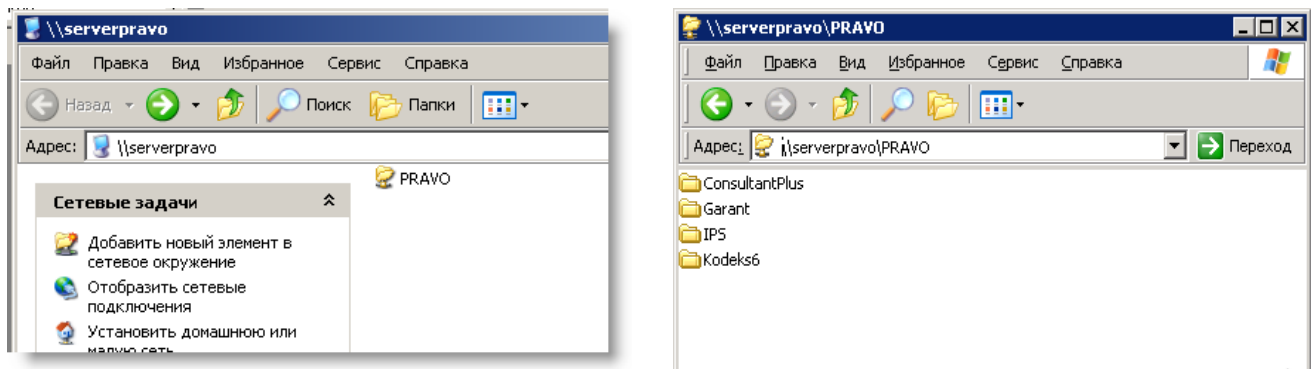 \\serverpravo
Файл Правка Вид Избранное Сервис Справка
Назад Поиск Папки
Адрес: \\serverpravo
PRAVO
Сетевые задачи
Добавить новый элемент в
сетевое окружение
Отобразить сетевые
подключения
Установить домашнюю или
малую сеть
\\serverpravo\PRAVO
Файл Правка Вид Избранное Сервис Справка
Адрес: \\serverpravo\PRAVO Переход
ConsultantPlus
Garant
IPS
Kodeks6